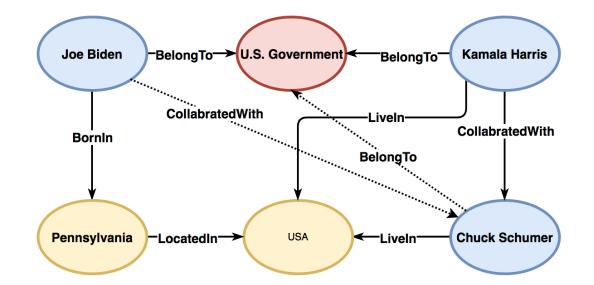 Joe Biden
BelongTo
U.S. Government
BelongTo
Kamala Harris
CollabratedWith
LiveIn
BornIn
CollabratedWith
BelongTo
Pennsylvania
LocatedIn
USA
LiveIn
Chuck Schumer